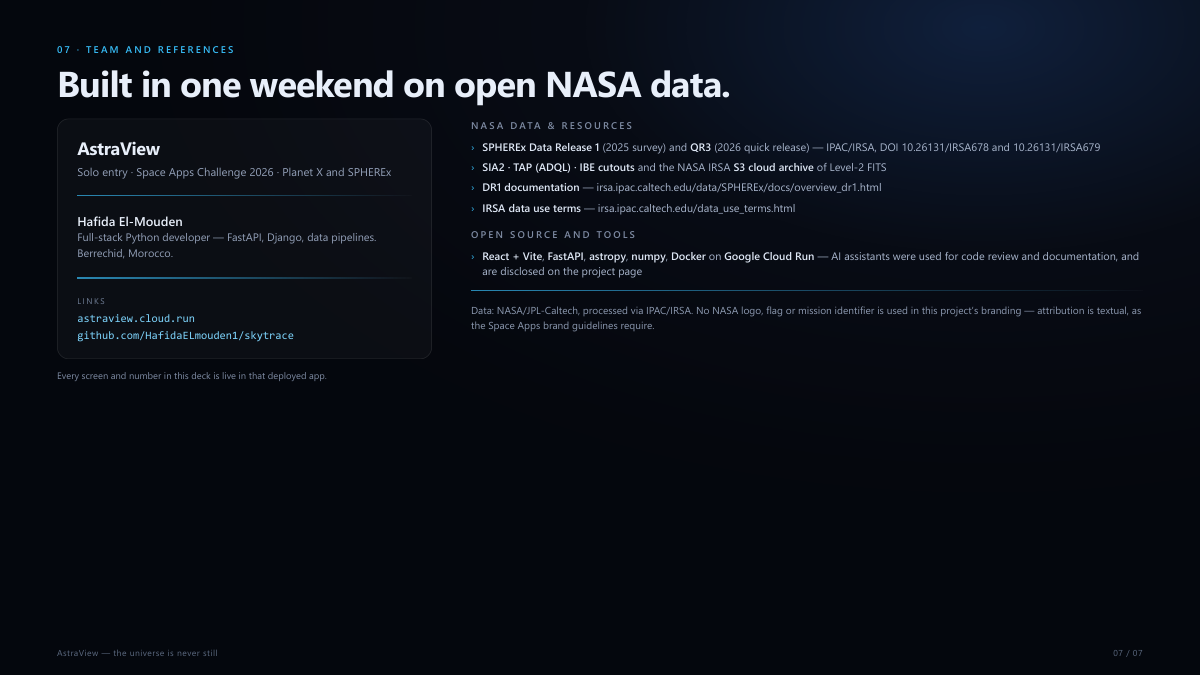 07 · TEAM AND REFERENCES
Built in one weekend on open NASA data.
AstraView
Solo entry · Space Apps Challenge 2026 · Planet X and SPHEREx
Hafida El-Mouden
Full-stack Python developer — FastAPI, Django, data pipelines.
Berrechid, Morocco.
LINKS
astraview.cloud.run
github.com/HafidaELmouden1/skytrace
Every screen and number in this deck is live in that deployed app.
NASA DATA & RESOURCES
› SPHEREx Data Release 1 (2025 survey) and QR3 (2026 quick release) — IPAC/IRSA, DOI 10.26131/IRSA678 and 10.26131/IRSA679
› SIA2 · TAP (ADQL) · IBE cutouts and the NASA IRSA S3 cloud archive of Level-2 FITS
› DR1 documentation — irsa.ipac.caltech.edu/data/SPHEREx/docs/overview_dr1.html
› IRSA data use terms — irsa.ipac.caltech.edu/data_use_terms.html
OPEN SOURCE AND TOOLS
› React + Vite, FastAPI, astropy, numpy, Docker on Google Cloud Run — AI assistants were used for code review and documentation, and
are disclosed on the project page
Data: NASA/JPL-Caltech, processed via IPAC/IRSA. No NASA logo, flag or mission identifier is used in this project's branding — attribution is textual, as
the Space Apps brand guidelines require.
AstraView — the universe is never still
07 / 07